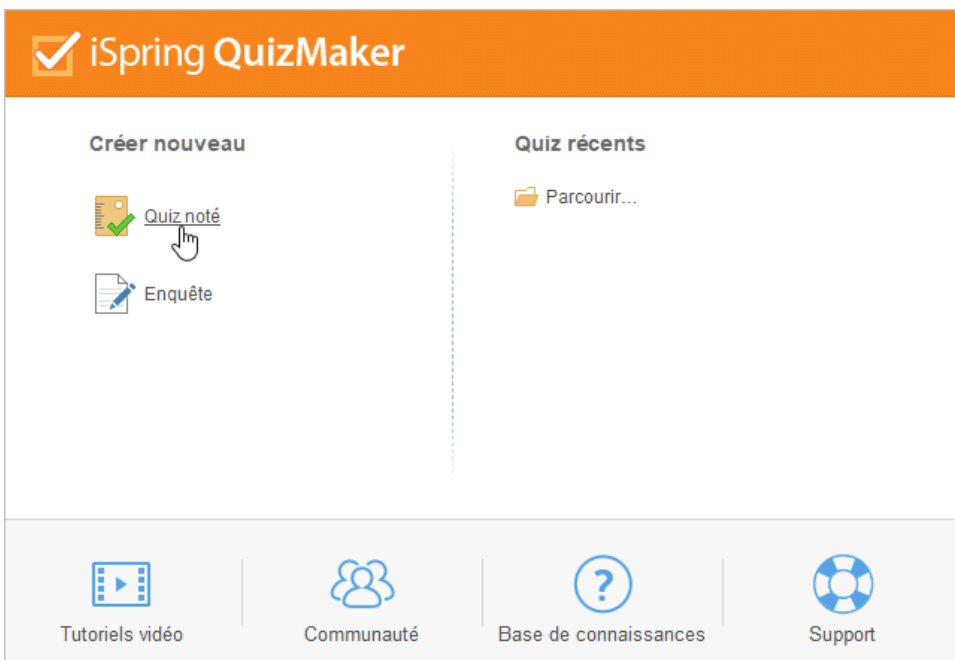 iSpring QuizMaker
Créer nouveau
Quiz noté
Enquête
Quiz récents
Parcourir...
Tutoriels vidéo
Communauté
Base de connaissances
Support